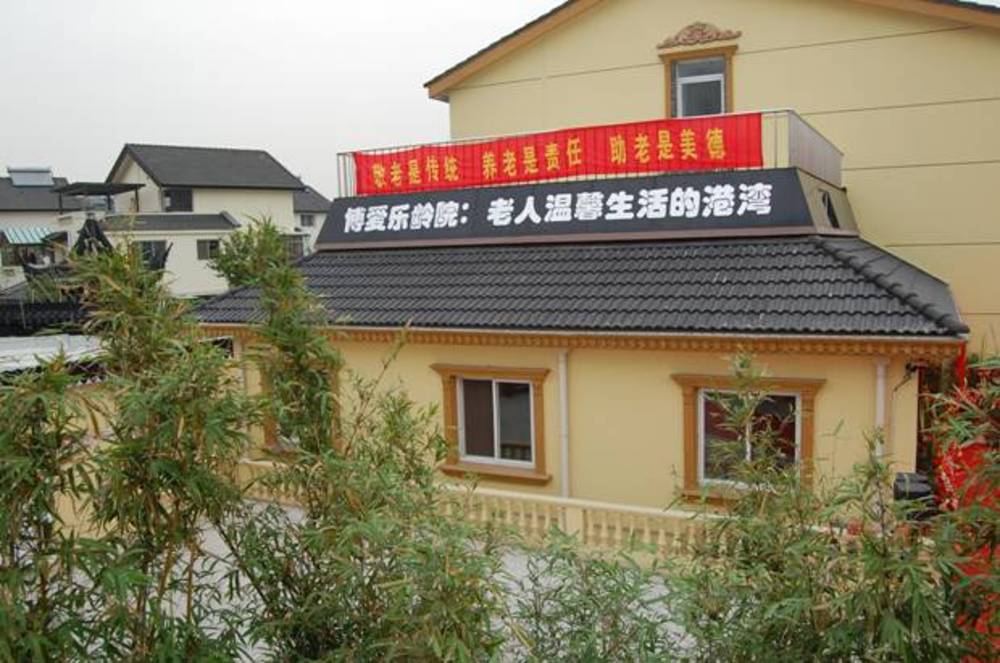 敬老是传统 养老是责任 助老是美德
博爱乐龄院：老人温馨生活的港湾